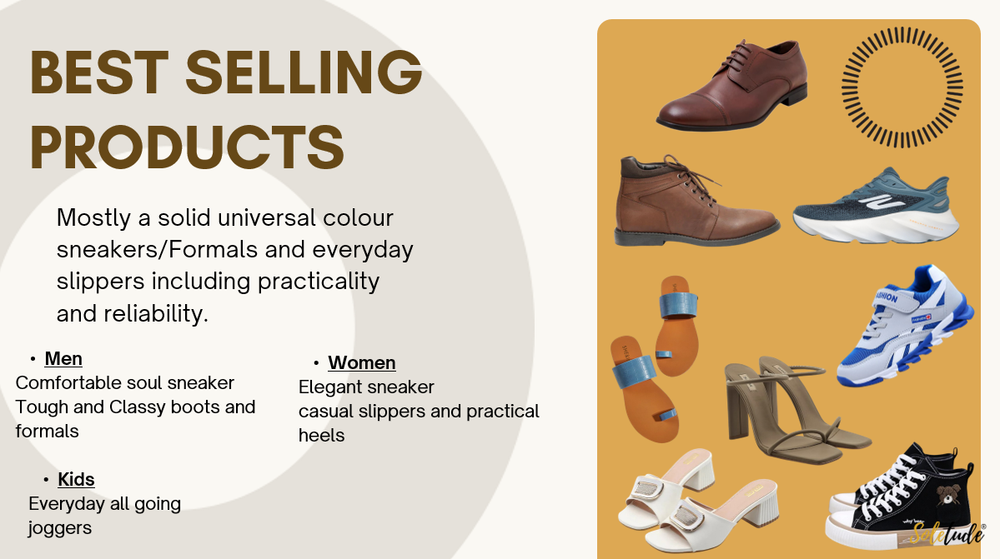 BEST SELLING
PRODUCTS
Mostly a solid universal colour
sneakers/Formals and everyday
slippers including practicality
and reliability.
• Men
Comfortable soul sneaker
Tough and Classy boots and
formals
• Women
Elegant sneaker
casual slippers and practical
heels
• Kids
Everyday all going
joggers
FASHION
Soletude®